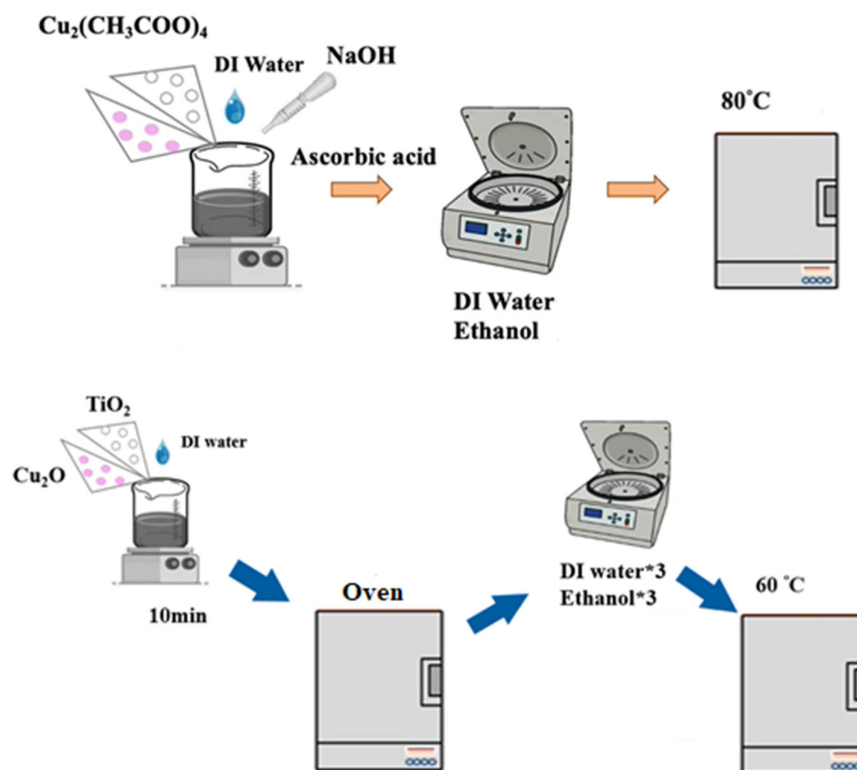 Cu₂(CH₃COO)₄
DI Water
NaOH
Ascorbic acid
80°C
DI Water
Ethanol
TiO₂
DI water
Cu₂O
10min
Oven
DI water*3
Ethanol*3
60 °C